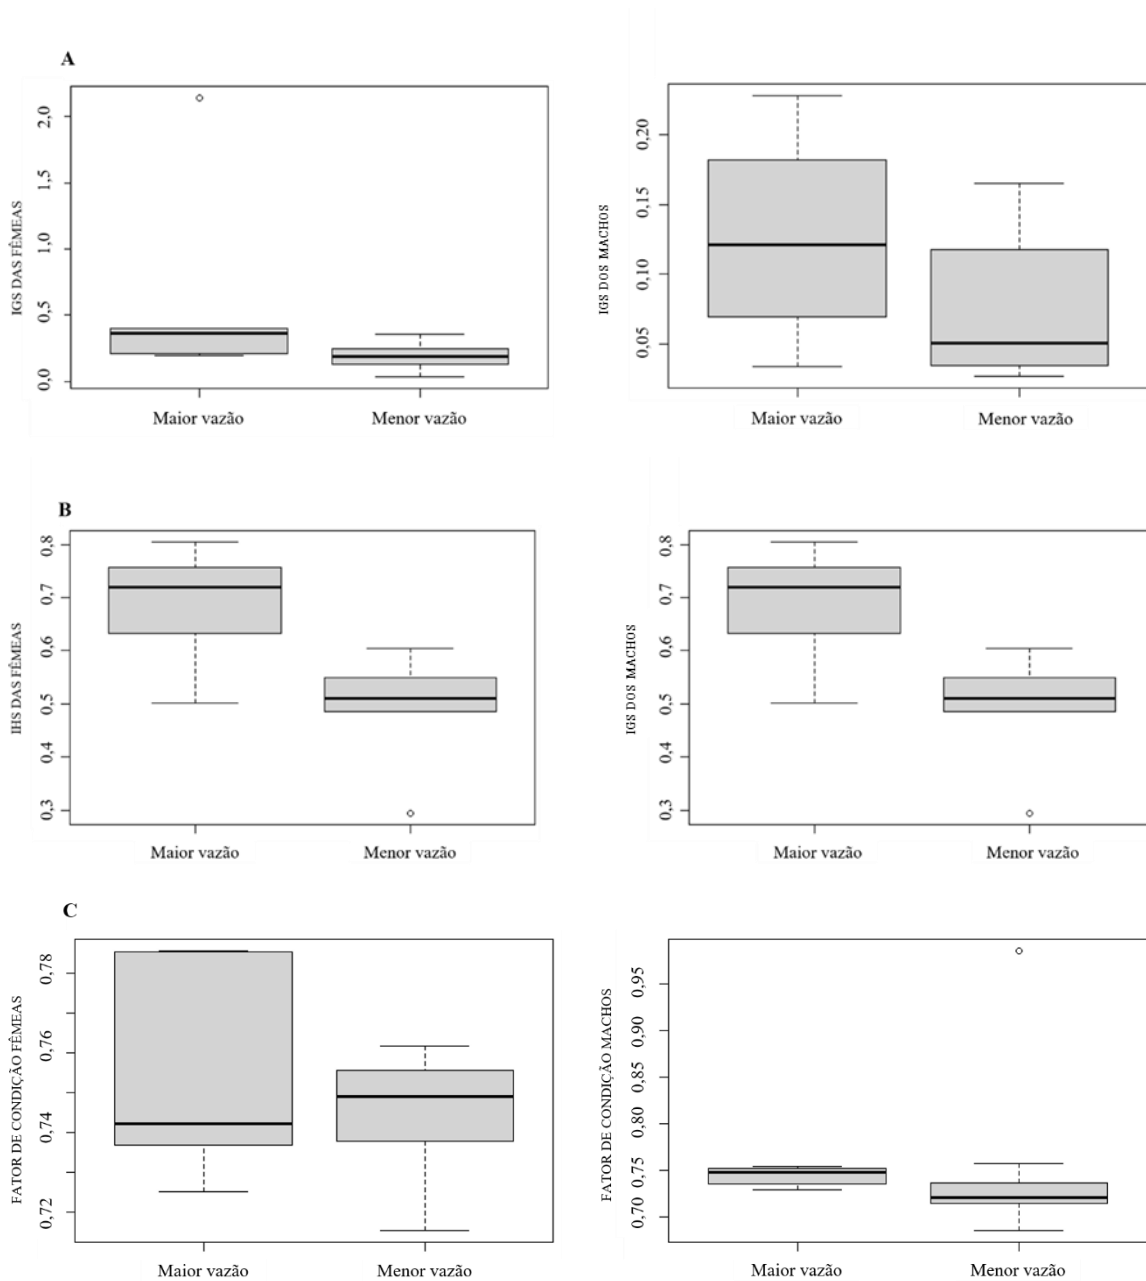 A
IGS DAS FÊMEAS
2,0
1,5
1,0
0,5
0,0
Maior vazão
Menor vazão
IGS DOS MACHOS
0,20
0,15
0,10
0,05
Maior vazão
Menor vazão
B
IHS DAS FÊMEAS
0,8
0,7
0,6
0,5
0,4
0,3
Maior vazão
Menor vazão
IGS DOS MACHOS
0,8
0,7
0,6
0,5
0,4
0,3
Maior vazão
Menor vazão
C
FATOR DE CONDIÇÃO FÊMEAS
0,78
0,76
0,74
0,72
Maior vazão
Menor vazão
FATOR DE CONDIÇÃO MACHOS
0,95
0,90
0,85
0,80
0,75
0,70
Maior vazão
Menor vazão